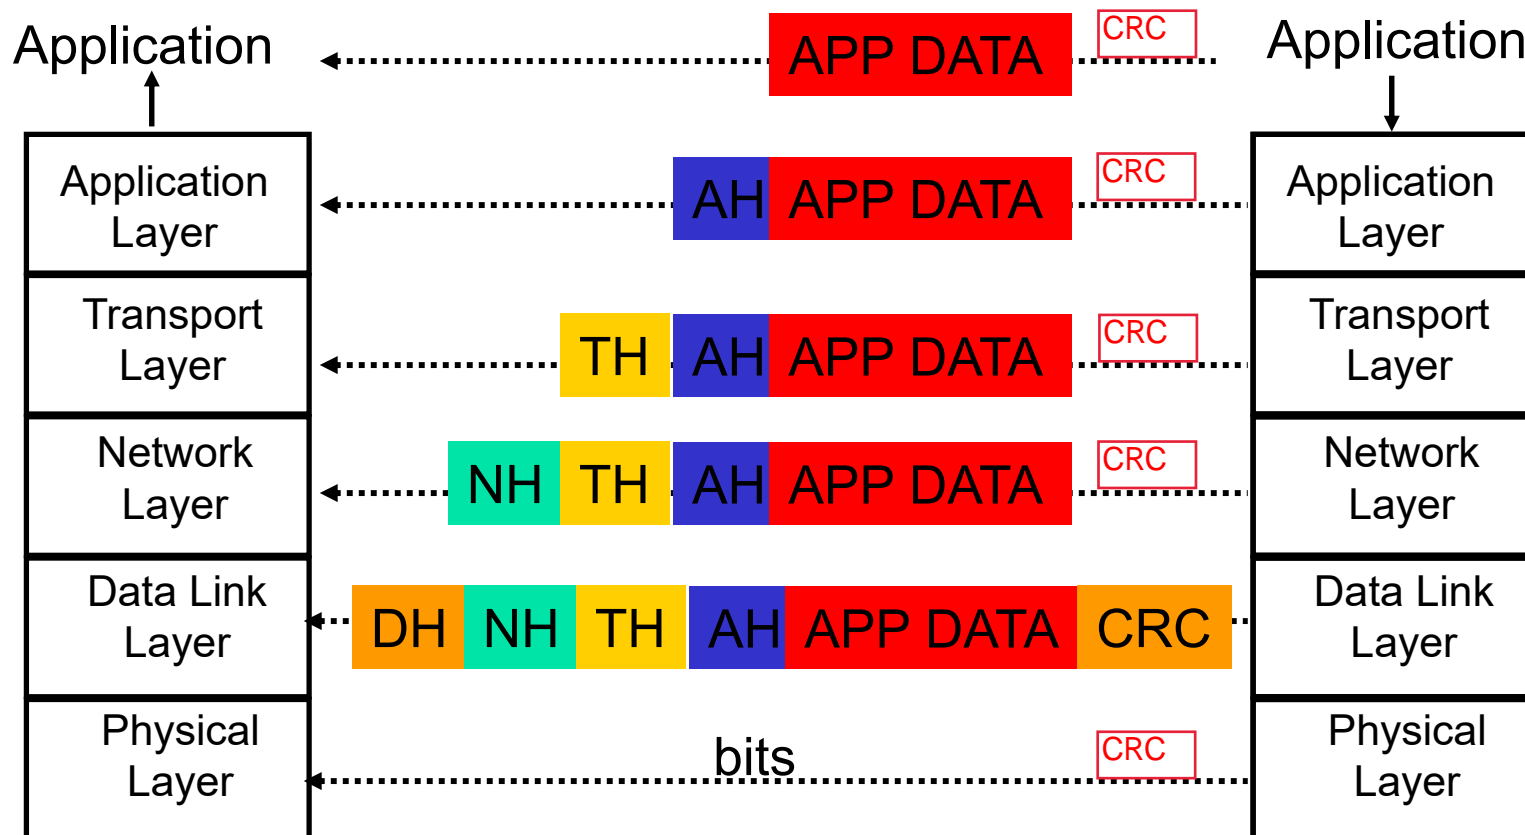 Application
APP DATA
CRC
Application
Application
Layer
AH APP DATA
CRC
Application
Layer
Transport
Layer
TH AH APP DATA
CRC
Transport
Layer
Network
Layer
NH TH AH APP DATA
CRC
Network
Layer
Data Link
Layer
DH NH TH AH APP DATA CRC
Data Link
Layer
Physical
Layer
bits
CRC
Physical
Layer